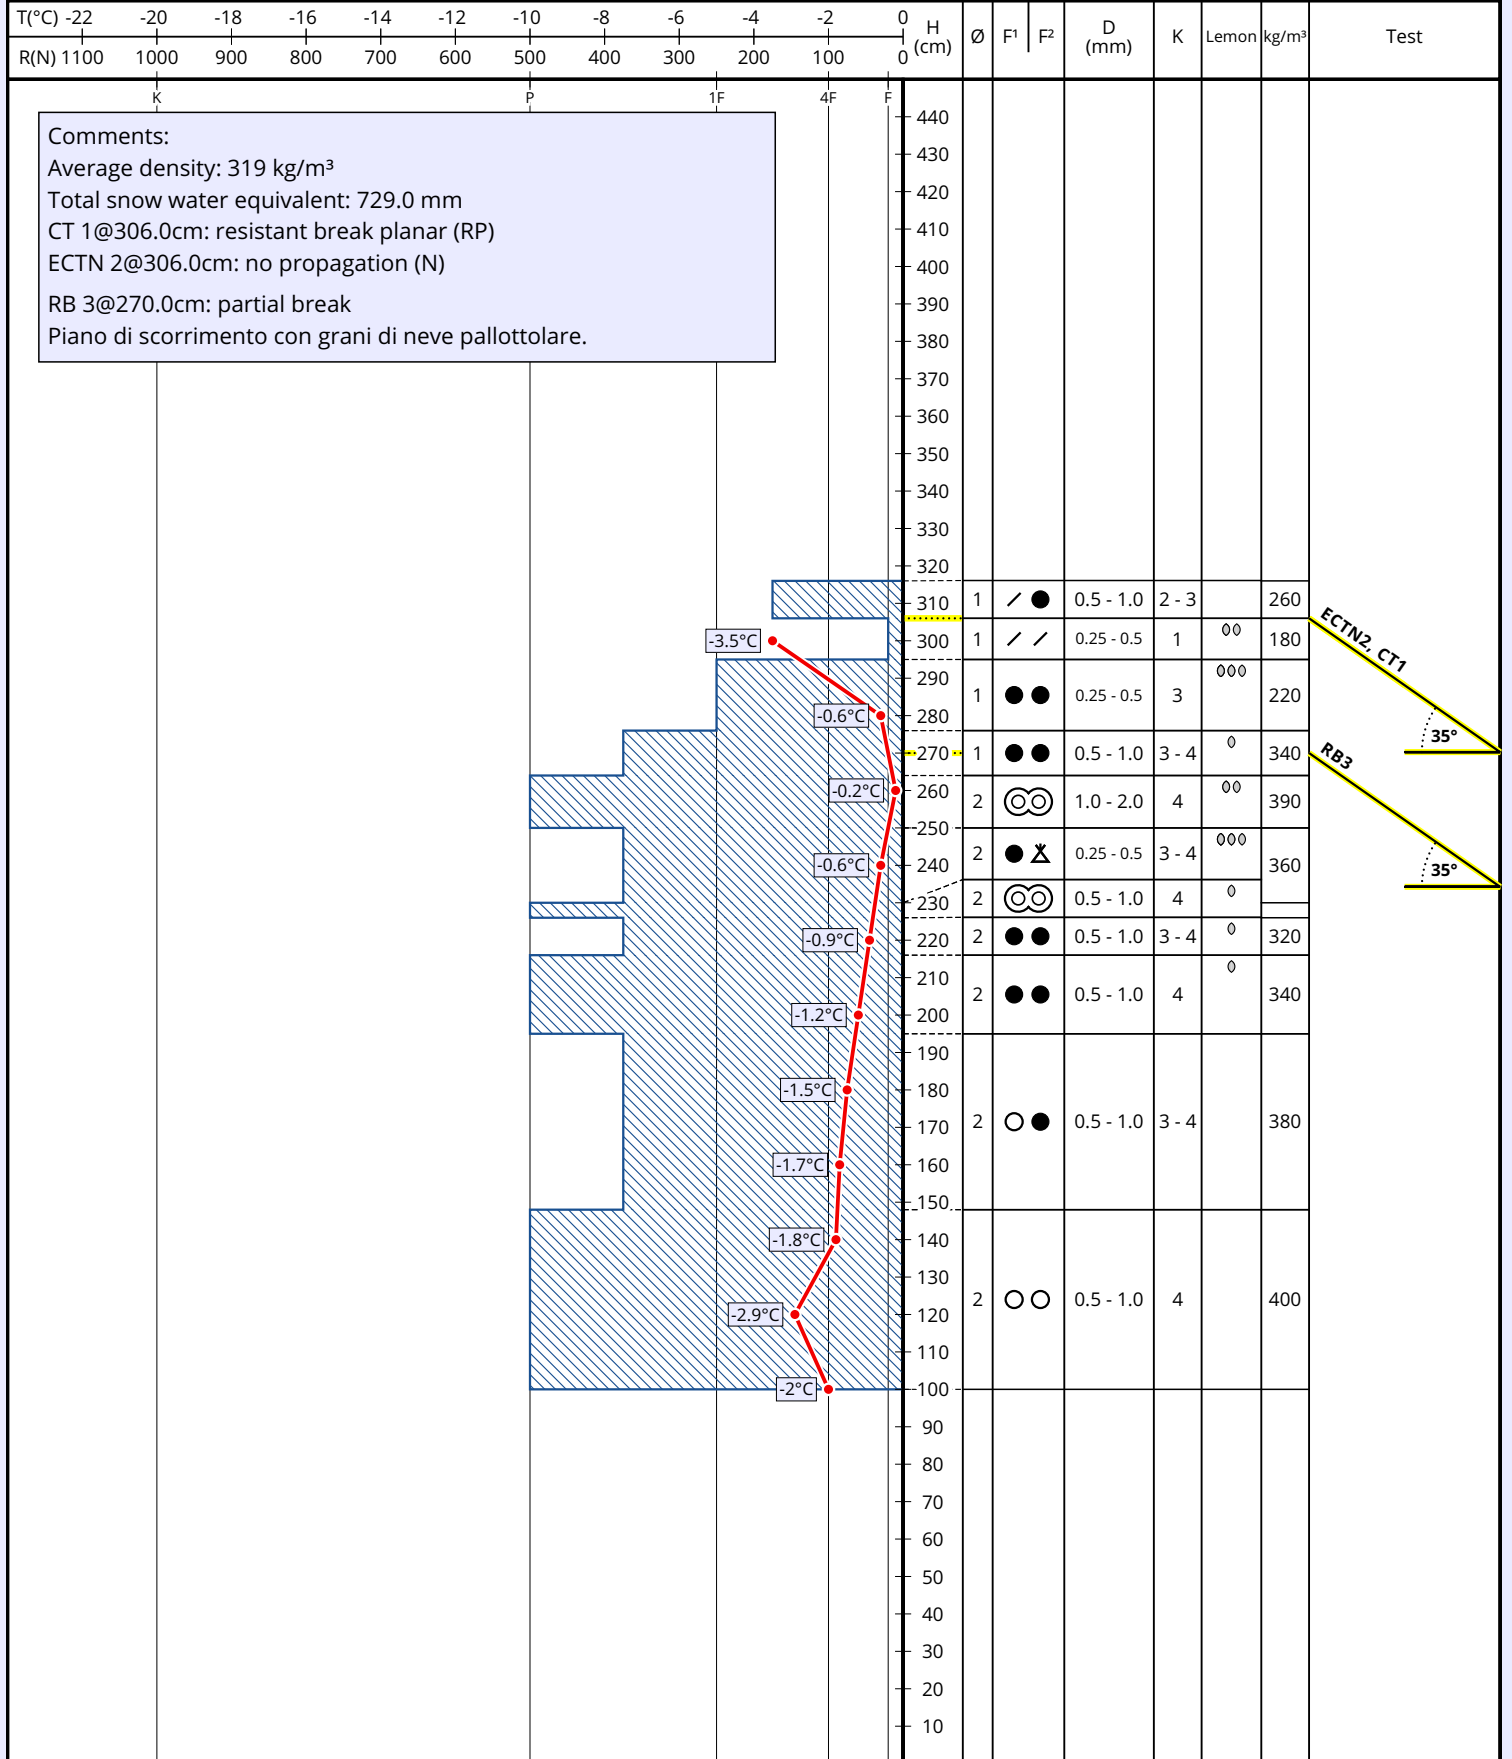 T(°C) -22 -20 -18 -16 -14 -12 -10 -8 -6 -4 -2 0
R(N) 1100 1000 900 800 700 600 500 400 300 200 100 0
H (cm) Ø F¹ F² D (mm) K Lemon kg/m³ Test
K P 1F 4F F
Comments:
Average density: 319 kg/m³
Total snow water equivalent: 729.0 mm
CT 1@306.0cm: resistant break planar (RP)
ECTN 2@306.0cm: no propagation (N)
RB 3@270.0cm: partial break
Piano di scorrimento con grani di neve pallottolare.
440
430
420
410
400
390
380
370
360
350
340
330
320
310 1 0.5 - 1.0 2 - 3 260
ECTN2, CT1
-3.5°C 300 1 0.25 - 0.5 1 180
290
1 0.25 - 0.5 3 220
-0.6°C 280
35°
270 1 0.5 - 1.0 3 - 4 340
RB3
-0.2°C 260
2 1.0 - 2.0 4 390
250
2 0.25 - 0.5 3 - 4
-0.6°C 240 360
35°
230 2 0.5 - 1.0 4
-0.9°C 220 2 0.5 - 1.0 3 - 4 320
210
2 0.5 - 1.0 4 340
-1.2°C 200
190
-1.5°C 180
170 2 0.5 - 1.0 3 - 4 380
-1.7°C 160
150
-1.8°C 140
130
2 0.5 - 1.0 4 400
-2.9°C 120
110
-2°C 100
90
80
70
60
50
40
30
20
10